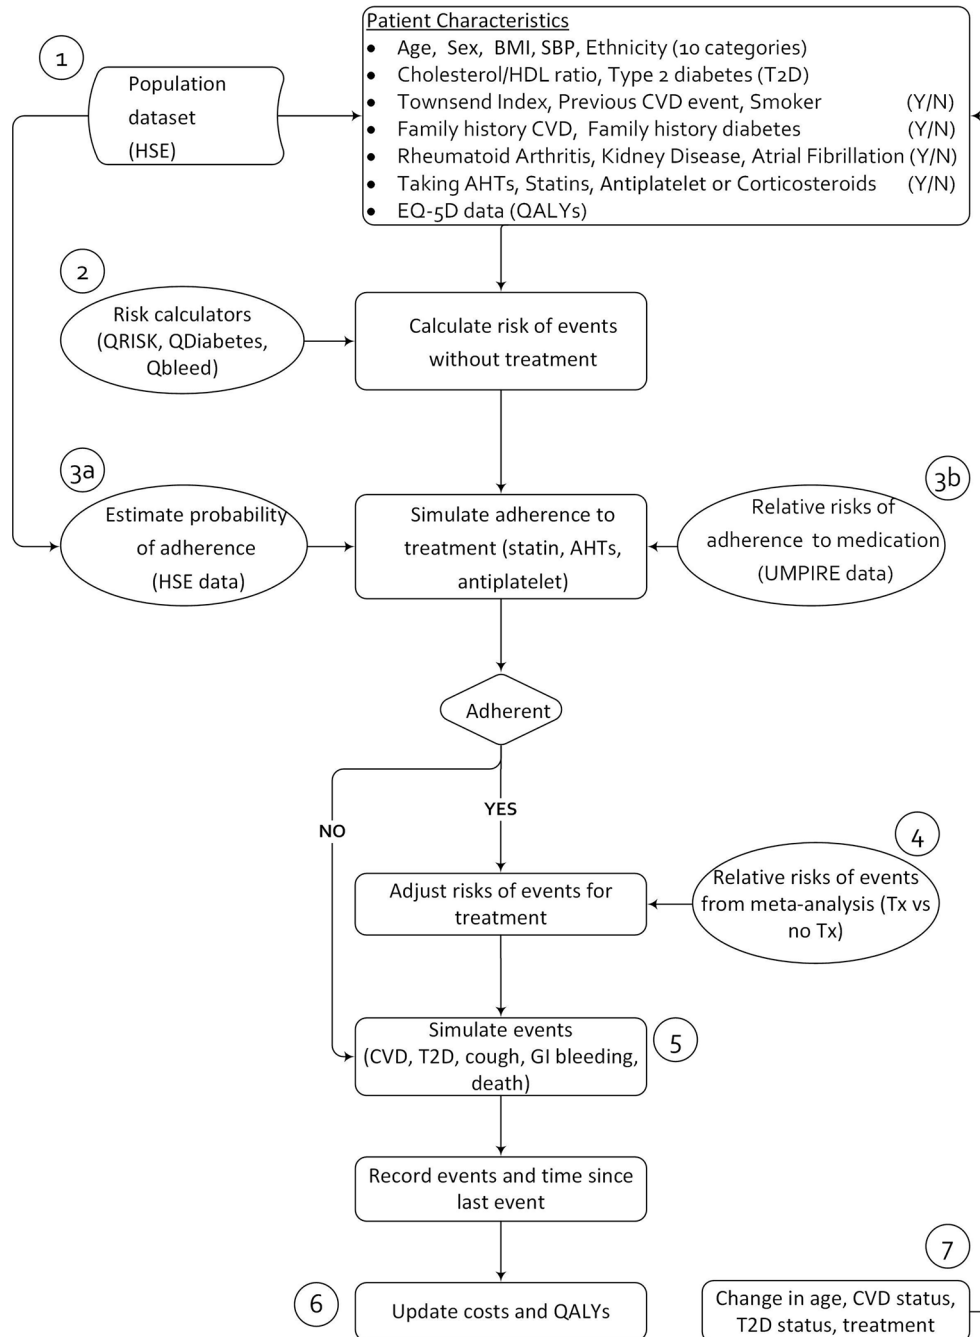 Patient Characteristics
• Age, Sex, BMI, SBP, Ethnicity (10 categories)
• Cholesterol/HDL ratio, Type 2 diabetes (T2D)
• Townsend Index, Previous CVD event, Smoker (Y/N)
• Family history CVD, Family history diabetes (Y/N)
• Rheumatoid Arthritis, Kidney Disease, Atrial Fibrillation (Y/N)
• Taking AHTs, Statins, Antiplatelet or Corticosteroids (Y/N)
• EQ-5D data (QALYs)
1
Population
dataset
(HSE)
2
Risk calculators
(QRISK, QDiabetes,
Qbleed)
Calculate risk of events
without treatment
3a
Estimate probability
of adherence
(HSE data)
Simulate adherence to
treatment (statin, AHTs,
antiplatelet)
3b
Relative risks of
adherence to medication
(UMPIRE data)
Adherent
NO
YES
4
Adjust risks of events for
treatment
Relative risks of events
from meta-analysis (Tx vs
no Tx)
Simulate events
(CVD, T2D, cough, GI bleeding,
death)
5
Record events and time since
last event
6
Update costs and QALYs
7
Change in age, CVD status,
T2D status, treatment